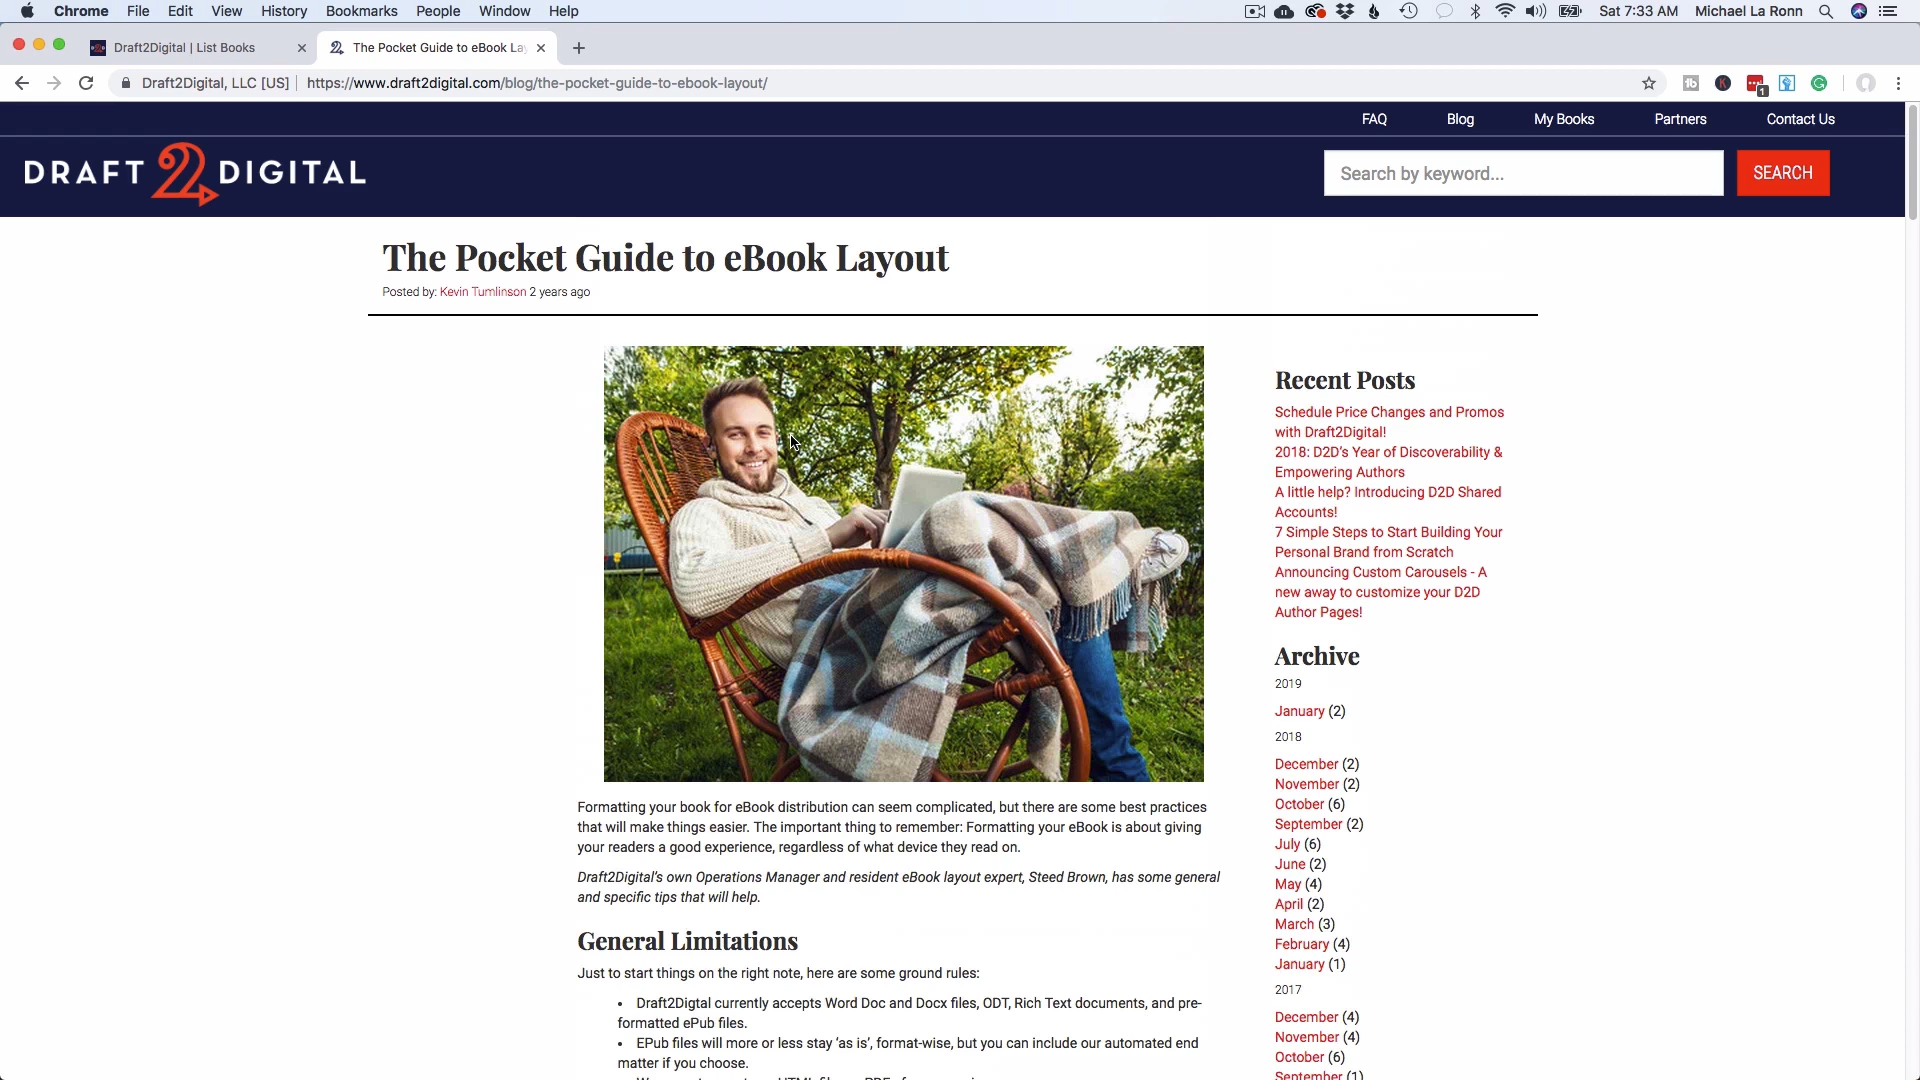 Chrome File Edit View History Bookmarks People Window Help Sat 7:33 AM Michael La Ronn
Draft2Digital | List Books
The Pocket Guide to eBook La
Draft2Digital, LLC [US] https://www.draft2digital.com/blog/the-pocket-guide-to-ebook-layout/
1
FAQ Blog My Books Partners Contact Us
DRAFT 2 DIGITAL
Search by keyword...
SEARCH
The Pocket Guide to eBook Layout
Posted by: Kevin Tumlinson 2 years ago
Formatting your book for eBook distribution can seem complicated, but there are some best practices
that will make things easier. The important thing to remember: Formatting your eBook is about giving
your readers a good experience, regardless of what device they read on.
Draft2Digital's own Operations Manager and resident eBook layout expert, Steed Brown, has some general
and specific tips that will help.
General Limitations
Just to start things on the right note, here are some ground rules:
• Draft2Digtal currently accepts Word Doc and Docx files, ODT, Rich Text documents, and pre-
formatted ePub files.
• EPub files will more or less stay 'as is', format-wise, but you can include our automated end
matter if you choose.
Recent Posts
Schedule Price Changes and Promos
with Draft2Digital!
2018: D2D's Year of Discoverability &
Empowering Authors
A little help? Introducing D2D Shared
Accounts!
7 Simple Steps to Start Building Your
Personal Brand from Scratch
Announcing Custom Carousels - A
new away to customize your D2D
Author Pages!
Archive
2019
January (2)
2018
December (2)
November (2)
October (6)
September (2)
July (6)
June (2)
May (4)
April (2)
March (3)
February (4)
January (1)
2017
December (4)
November (4)
October (6)
September (1)